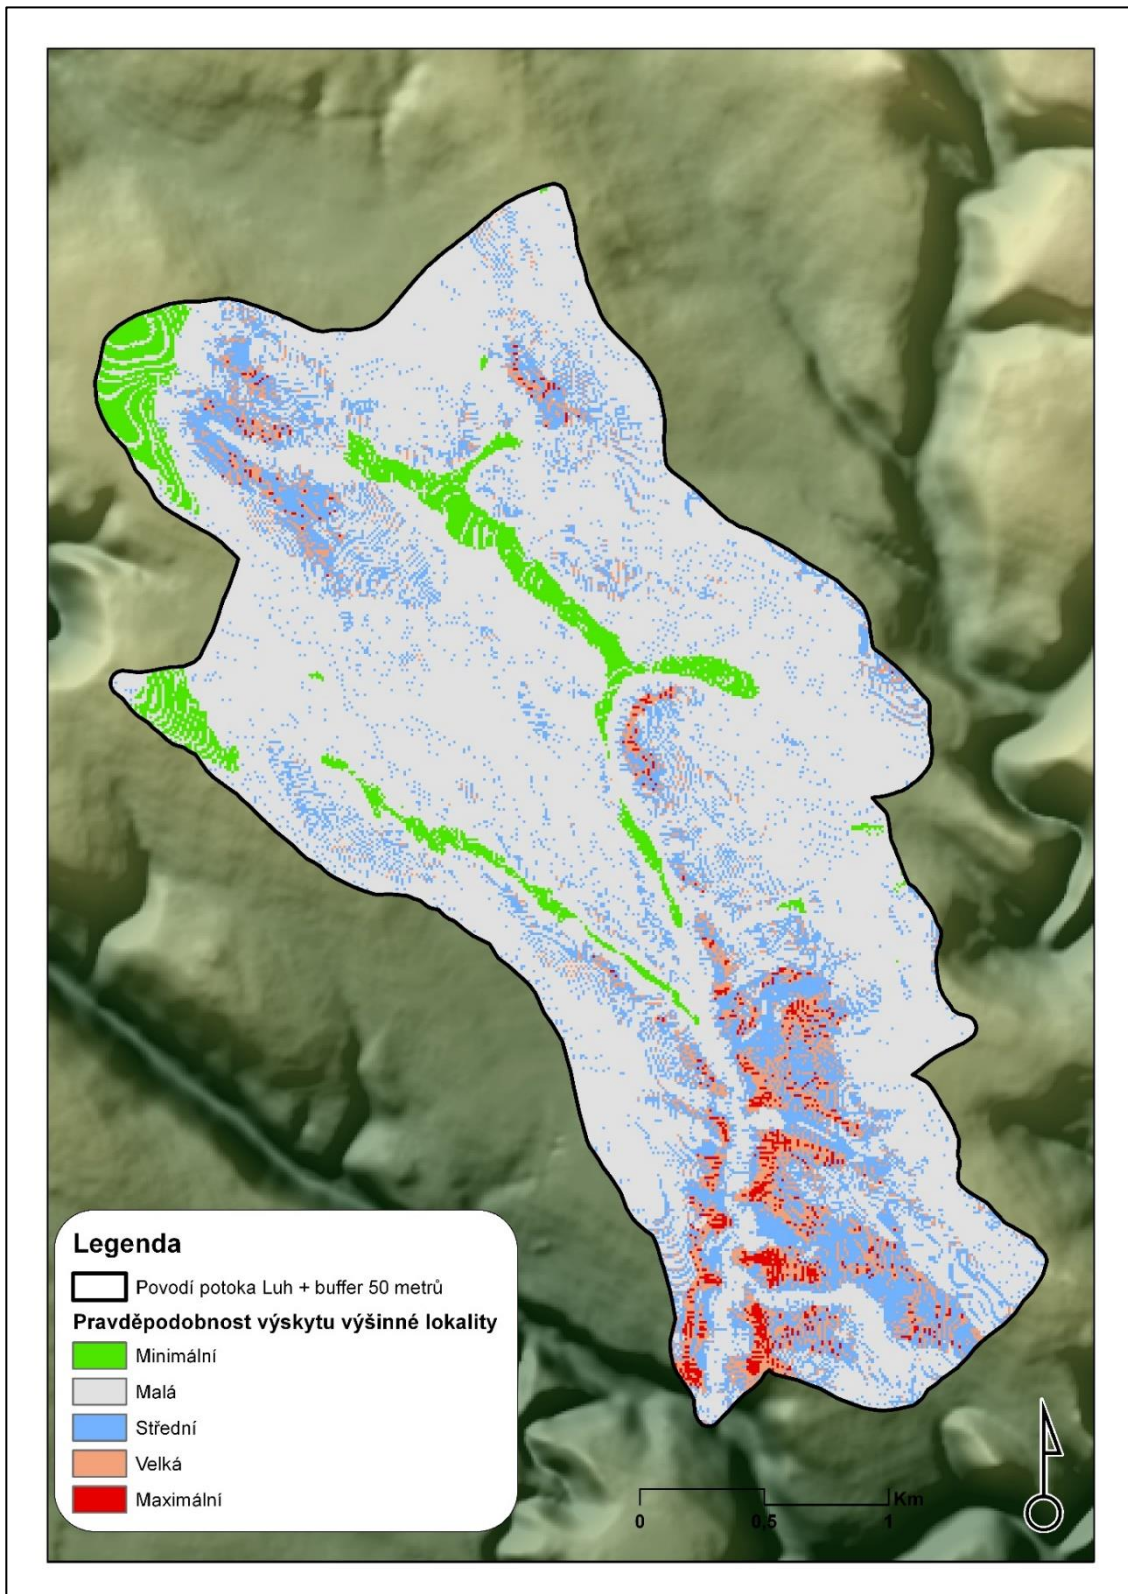 Legenda
Povodí potoka Luh + buffer 50 metrů
Pravděpodobnost výskytu výšinné lokality
Minimální
Malá
Střední
Velká
Maximální
Km
0 0,5 1